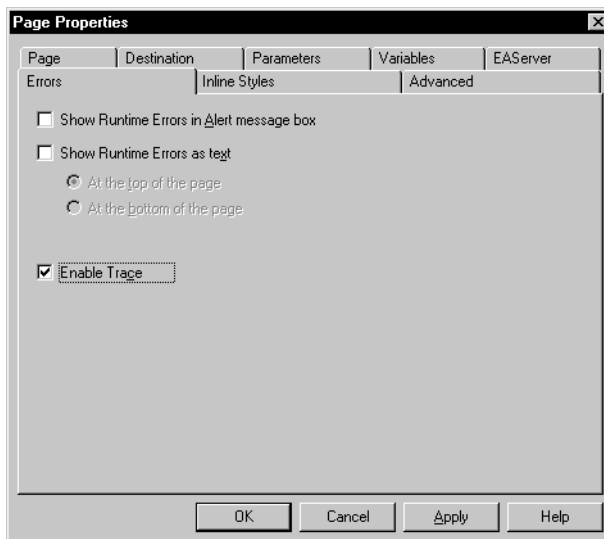 Page Properties
Page Destination Parameters Variables EAServer
Errors Inline Styles Advanced
Show Runtime Errors in Alert message box
Show Runtime Errors as text
At the top of the page
At the bottom of the page
Enable Trace
OK Cancel Apply Help